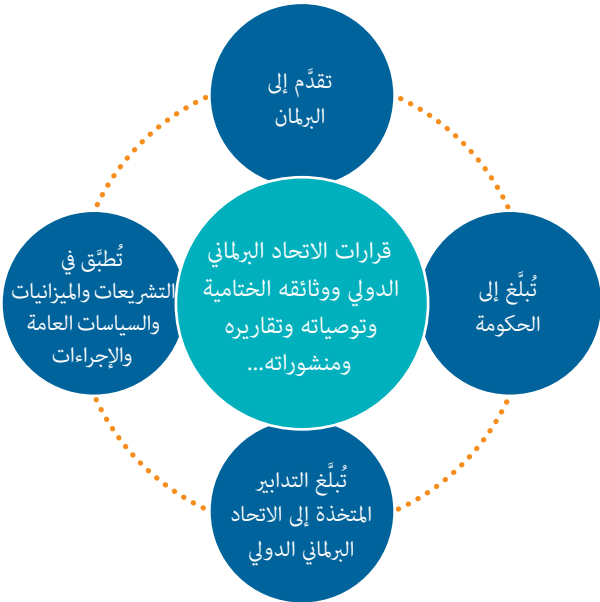 تقدَّم إلى
البرلمان
قرارات الاتحاد البرلماني
الدولي ووثائقه الختامية
وتوصياته وتقاريره
ومنشوراته...
تُبلَّغ إلى
الحكومة
تُبلَّغ التدابير
المتخذة إلى الاتحاد
البرلماني الدولي
تُطبَّق في
التشريعات والميزانيات
والسياسات العامة
والإجراءات